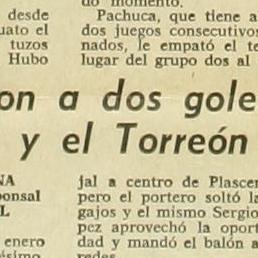 do momento.
Pachuca, que tiene a
dos juegos consecutivos
nados, le empató el te
lugar del grupo dos al
desde
uato el
tuzos
Hubo
on a dos gole
y el Torreón
NA
ponsal
L
enero
ésimo
jal a centro de Plascen
pero el portero soltó la
gajos y el mismo Sergio
pez aprovechó la oport
dad y mandó el balón a
redes.